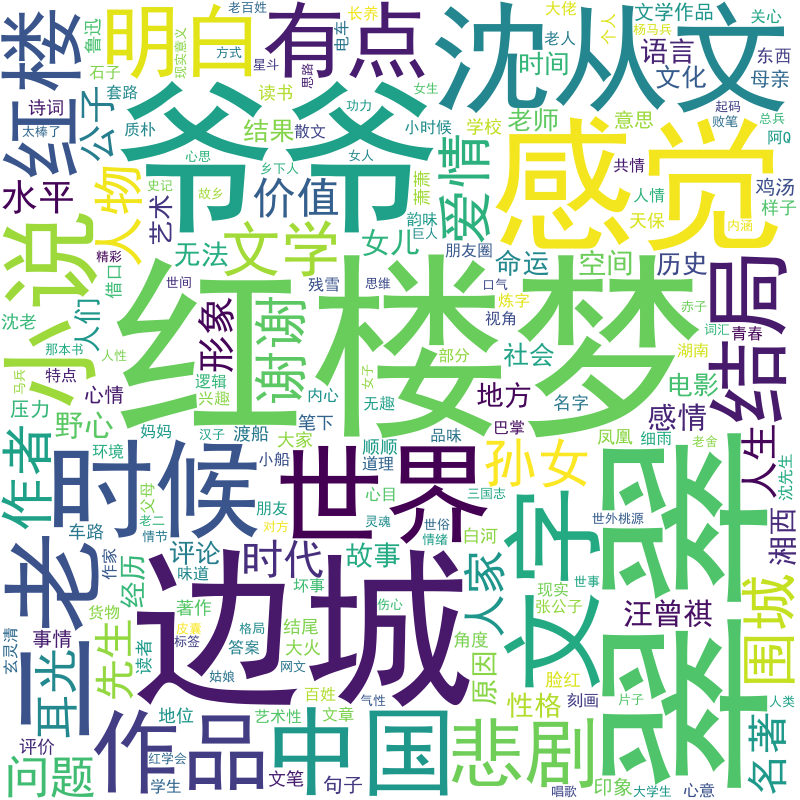 红楼梦
边城
翠翠
爷爷
感觉
沈从文
世界
时候
小说
二老
文字
中国
作品
结局
悲剧
红楼
明白
有点
围城
作者
人物
文学
爱情
价值
谢谢
孙女
问题
名著
先生
耳光
时代
人家
人生
公子
水平
形象
湘西
野心
汪曾祺
故事
命运
空间
历史
电影
感情
性格
原因
社会
地方
无法
女儿
老师
结果
艺术
语言
文化
时间
意思
母亲
经历
评论
人们
心情
压力
印象
句子
文笔
地位
事情
著作
结尾
大火
车路
渡船
顺顺
道理
笔下
大家
逻辑
兴趣
内心
无趣
名字
凤凰
细雨
视角
炼字
湖南
青春
词汇
赤子
残雪
思维
口气
部分
朋友圈
韵味
巨人
萧萧
天保
人情
共情
内涵
鸡汤
样子
东西
阿Q
总兵
败笔
起码
关心
杨马兵
文学作品
大佬
个人
老人
学校
小时候
散文
读书
套路
质朴
石子
鲁迅
诗词
太棒了
老百姓
现实意义
方式
星斗
思路
长养
电车
功力
女生
心思
女人
乡下人
史记
故乡
世间
精彩
借口
沈老
那本书
人性
马兵
特点
环境
妈妈
汉子
小船
祖父母
老二
情节
作家
货物
玄灵清
读者
评价
学生
红学会
味道
标签
皮囊
坏事
姑娘
格局
网文
答案
百姓
艺术性
文章
伤心
气性
对方
灵魂
世俗
情绪
朋友
心目
白河
品味
巴掌
三国志
女子
世外桃源
老舍
沈先生
现实
张公子
世事
角度
脸红
刻画
片子
人类
唱歌
大学生
心意